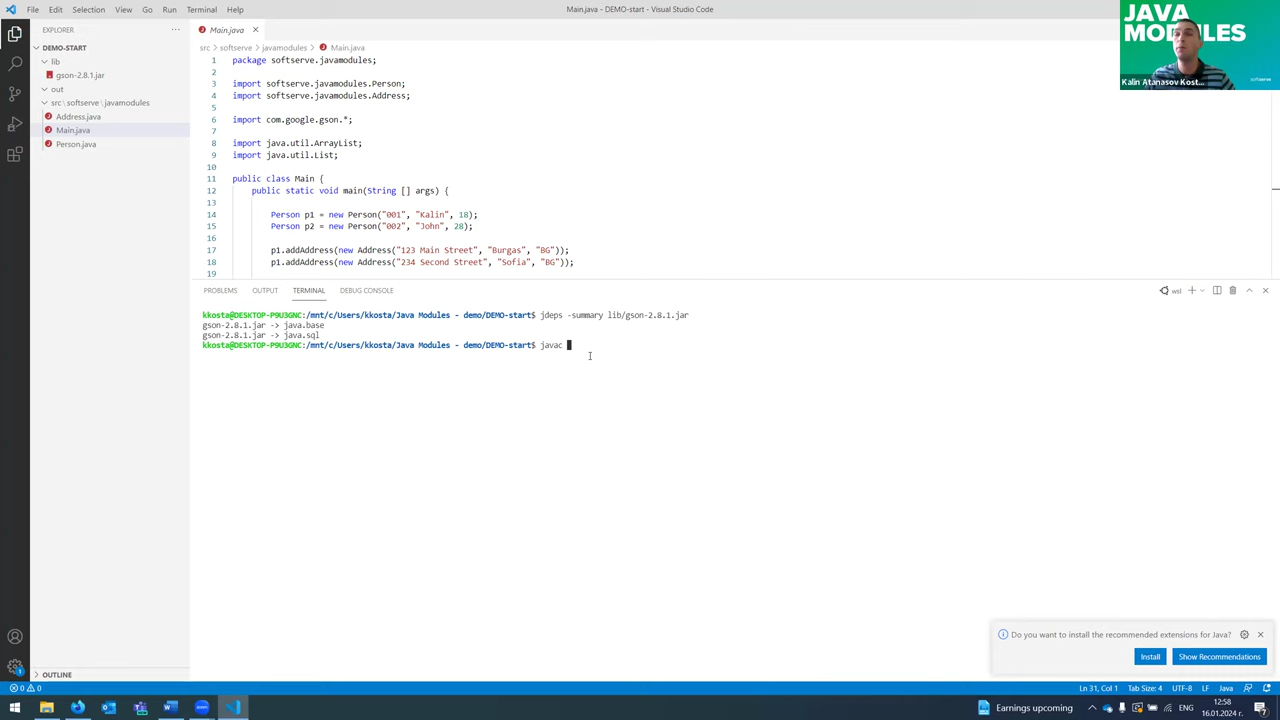 File Edit Selection View Go Run Terminal Help
Main.java - DEMO-start - Visual Studio Code
JAVA
MODULES
Kalin Atanasov Kost...
softserve
EXPLORER
DEMO-START
lib
gson-2.8.1.jar
out
src \ softserve \ javamodules
Address.java
Main.java
Person.java
OUTLINE
Main.java
src > softserve > javamodules > Main.java
1 package softserve.javamodules;
2
3 import softserve.javamodules.Person;
4 import softserve.javamodules.Address;
5
6 import com.google.gson.*;
7
8 import java.util.ArrayList;
9 import java.util.List;
10
11 public class Main {
12 public static void main(String [] args) {
13
14 Person p1 = new Person("001", "Kalin", 18);
15 Person p2 = new Person("002", "John", 28);
16
17 p1.addAddress(new Address("123 Main Street", "Burgas", "BG"));
18 p1.addAddress(new Address("234 Second Street", "Sofia", "BG"));
19
PROBLEMS OUTPUT TERMINAL DEBUG CONSOLE
wsl
kkosta@DESKTOP-P9U3GNC:/mnt/c/Users/kkosta/Java Modules - demo/DEMO-start$ jdeps -summary lib/gson-2.8.1.jar
gson-2.8.1.jar -> java.base
gson-2.8.1.jar -> java.sql
kkosta@DESKTOP-P9U3GNC:/mnt/c/Users/kkosta/Java Modules - demo/DEMO-start$ javac
Do you want to install the recommended extensions for Java?
Install Show Recommendations
0 0
Ln 31, Col 1 Tab Size: 4 UTF-8 LF Java
Earnings upcoming
ENG
12:58
16.01.2024 г.
7